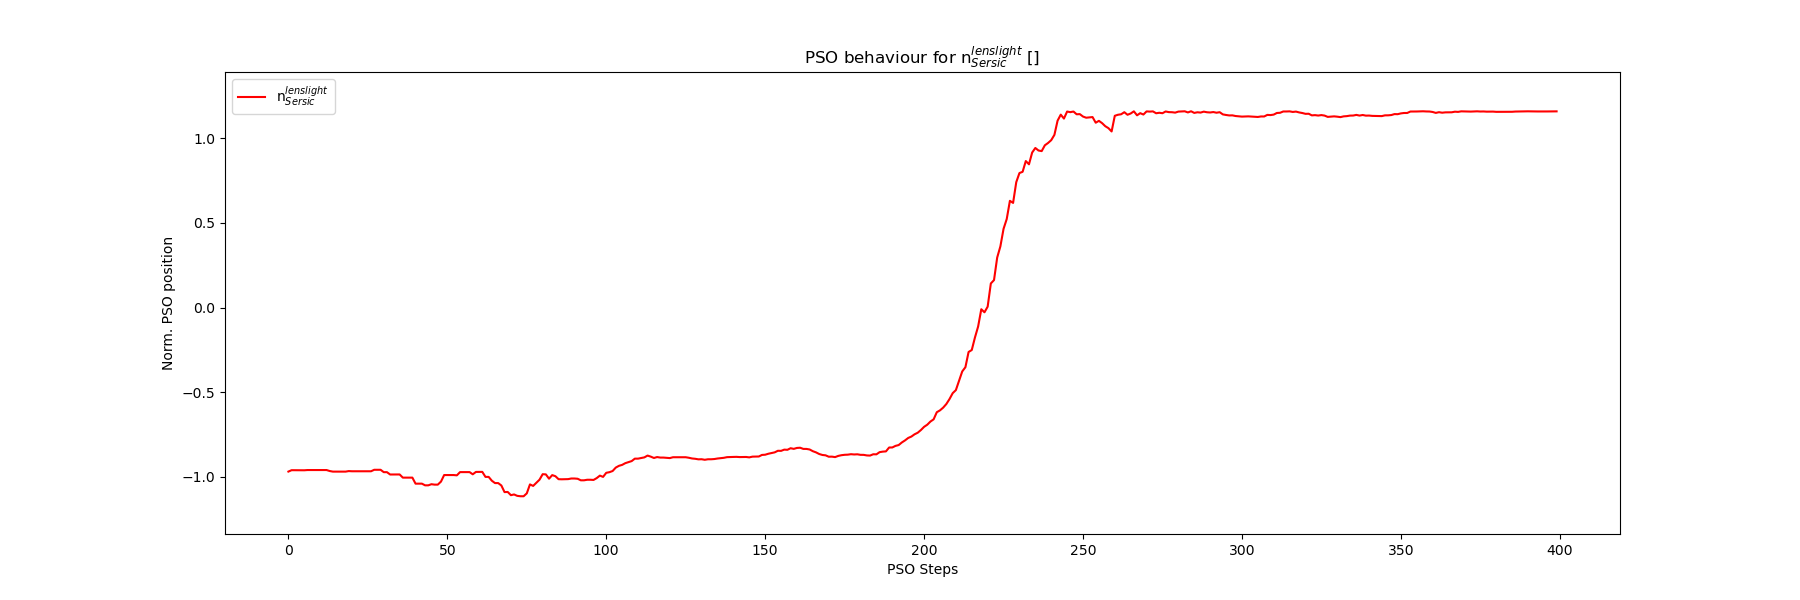 PSO behaviour for n$_{Sersic}^{lenslight}$ []
n$_{Sersic}^{lenslight}$
Norm. PSO position
1.0
0.5
0.0
−0.5
−1.0
0 50 100 150 200 250 300 350 400
PSO Steps